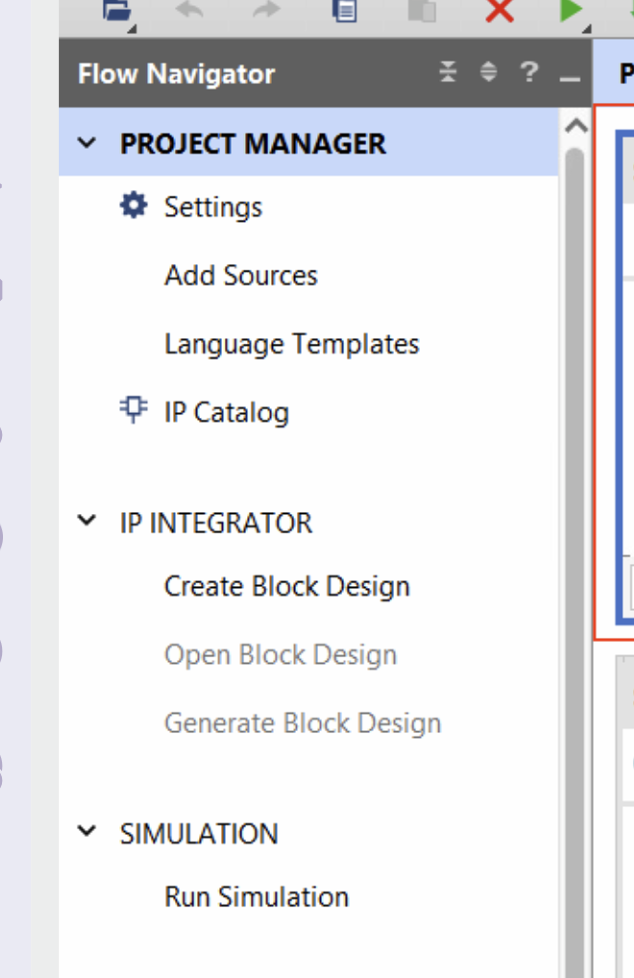 Flow Navigator
PROJECT MANAGER
Settings
Add Sources
Language Templates
IP Catalog
IP INTEGRATOR
Create Block Design
Open Block Design
Generate Block Design
SIMULATION
Run Simulation